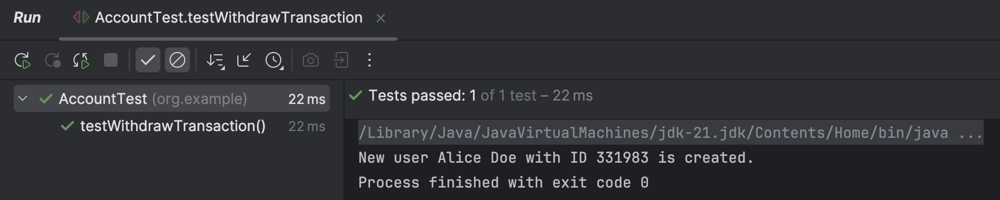 Run AccountTest.testWithdrawTransaction
AccountTest (org.example) 22 ms
testWithdrawTransaction() 22 ms
Tests passed: 1 of 1 test – 22 ms
/Library/Java/JavaVirtualMachines/jdk-21.jdk/Contents/Home/bin/java ...
New user Alice Doe with ID 331983 is created.
Process finished with exit code 0